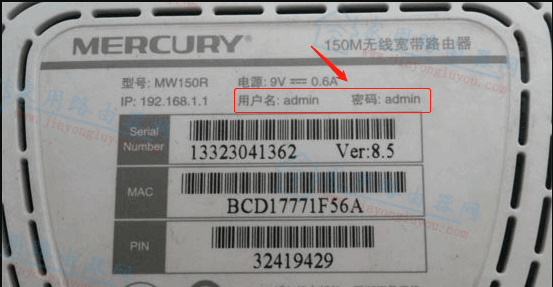 MERCURY® 150M无线宽带路由器
型号: MW150R 电源: 9V 0.6A
IP: 192.168.1.1 用户名: admin 密码: admin
Serial Number
13323041362 Ver:8.5
MAC
BCD17771F56A
PIN
32419429